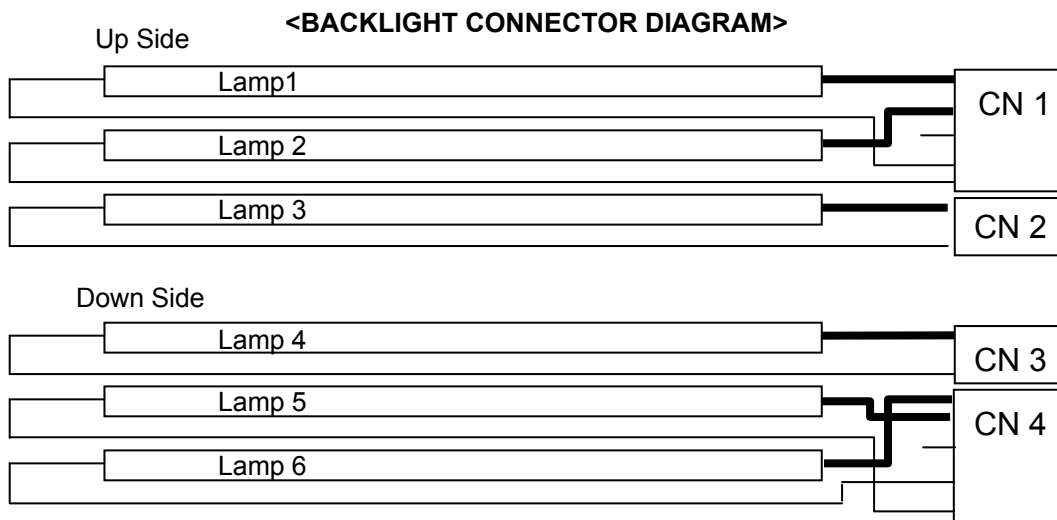 <BACKLIGHT CONNECTOR DIAGRAM>
Up Side
Lamp1
CN 1
Lamp 2
Lamp 3
CN 2
Down Side
Lamp 4
CN 3
Lamp 5
CN 4
Lamp 6